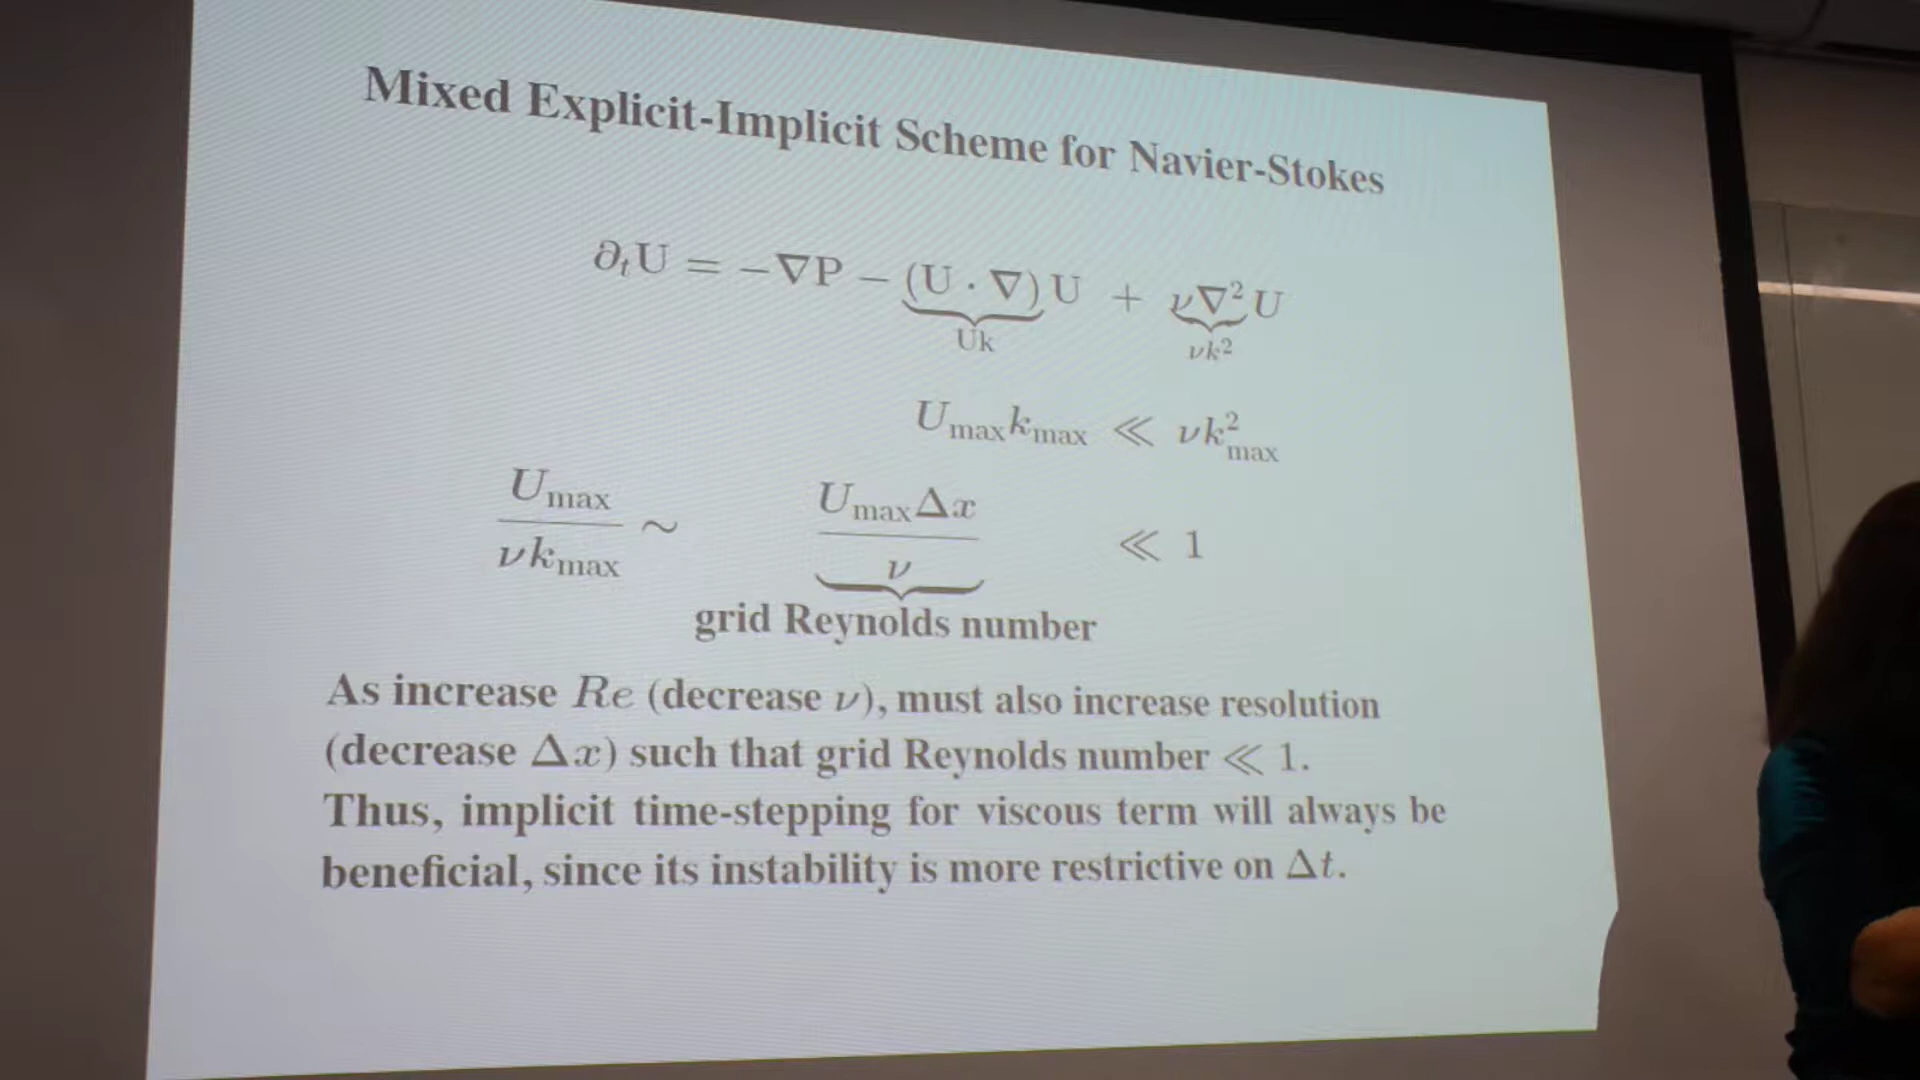 Mixed Explicit-Implicit Scheme for Navier-Stokes
∂ₜU = −∇P − (U · ∇) U + ν∇² U
Uk νk²
U_max k_max ≪ νk²_max
U_max / νk_max ~ U_max Δx / ν ≪ 1
grid Reynolds number
As increase Re (decrease ν), must also increase resolution
(decrease Δx) such that grid Reynolds number ≪ 1.
Thus, implicit time-stepping for viscous term will always be
beneficial, since its instability is more restrictive on Δt.